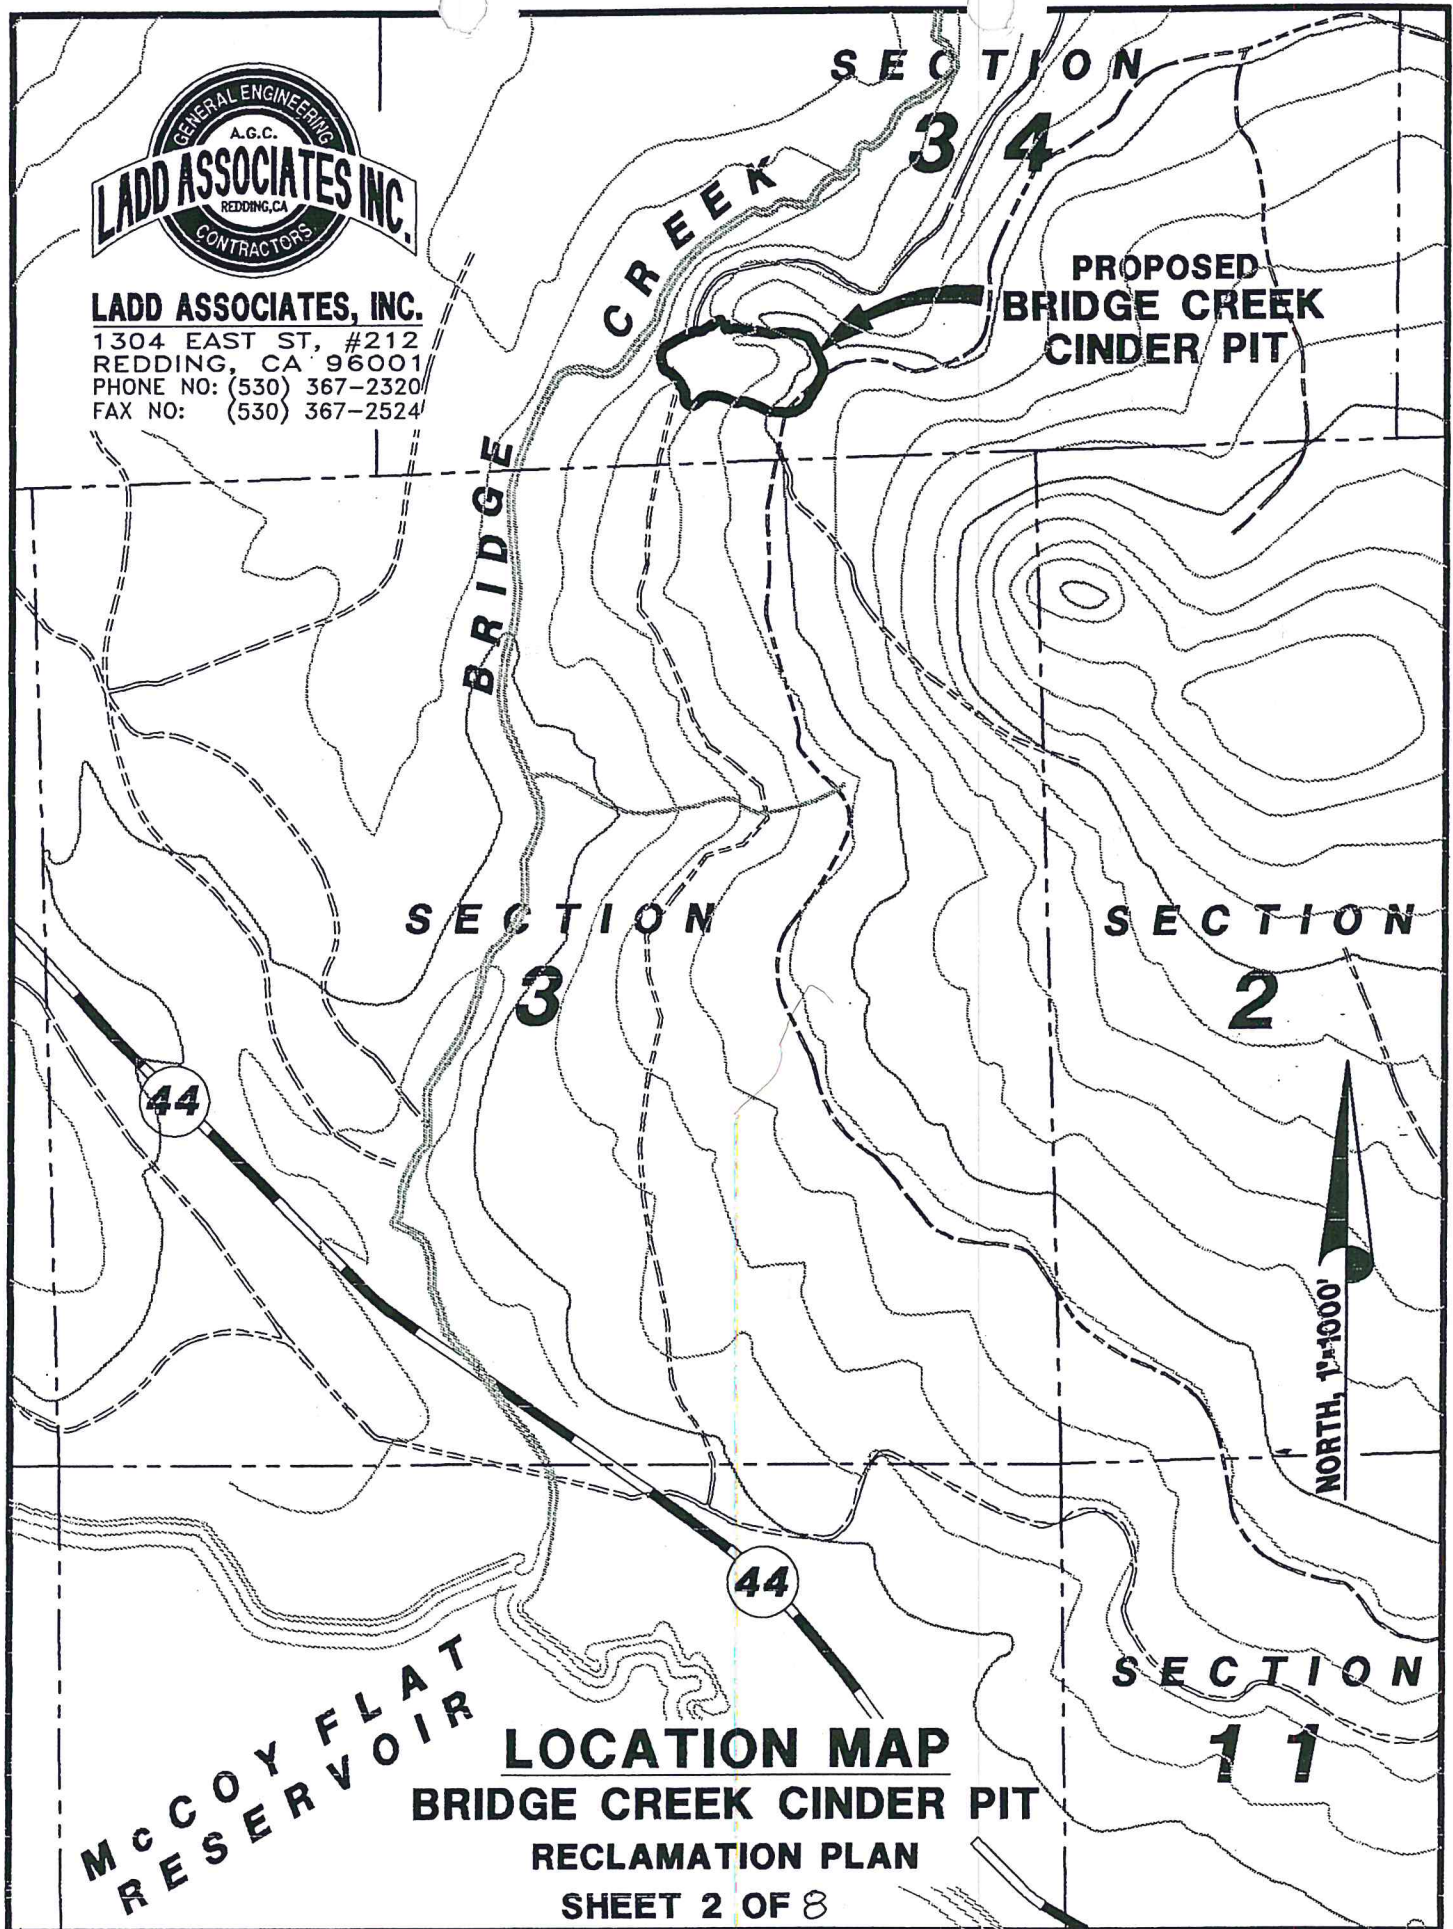 GENERAL ENGINEERING
A.G.C.
LADD ASSOCIATES INC.
REDDING, CA
CONTRACTORS
LADD ASSOCIATES, INC.
1304 EAST ST, #212
REDDING, CA 96001
PHONE NO: (530) 367-2320
FAX NO: (530) 367-2524
SECTION
34
BRIDGE CREEK
PROPOSED
BRIDGE CREEK
CINDER PIT
SECTION
3
SECTION
2
44
NORTH, 1"=1000'
44
SECTION
11
McCOY FLAT
RESERVOIR
LOCATION MAP
BRIDGE CREEK CINDER PIT
RECLAMATION PLAN
SHEET 2 OF 8